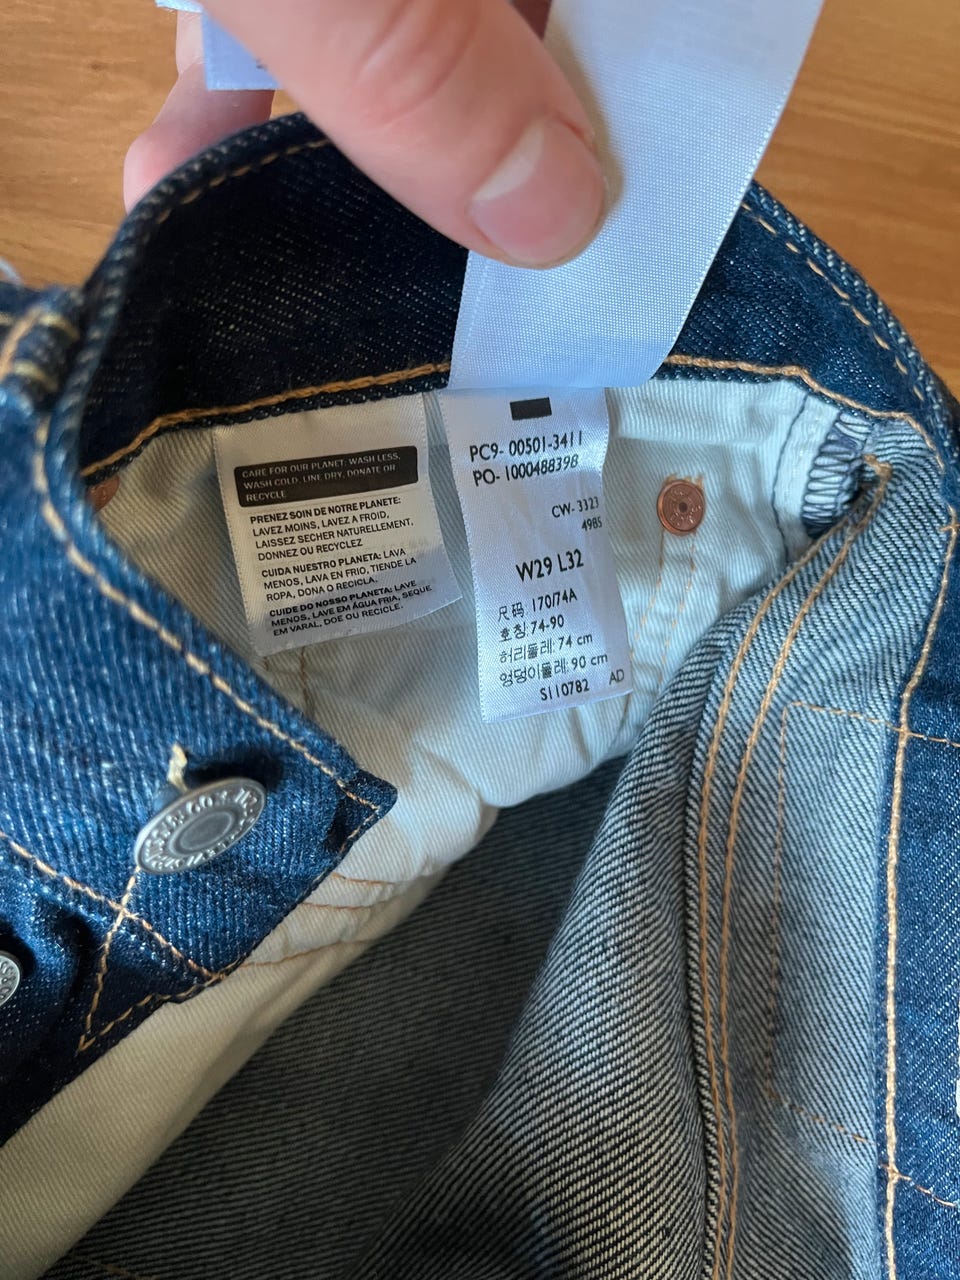 CARE FOR OUR PLANET: WASH LESS,
WASH COLD, LINE DRY, DONATE OR
RECYCLE
PRENEZ SOIN DE NOTRE PLANETE:
LAVEZ MOINS, LAVEZ A FROID,
LAISSEZ SECHER NATURELLEMENT,
DONNEZ OU RECYCLEZ
CUIDA NUESTRO PLANETA: LAVA
MENOS, LAVA EN FRIO, TIENDE LA
ROPA, DONA O RECICLA.
CUIDE DO NOSSO PLANETA: LAVE
MENOS, LAVE EM ÁGUA FRIA, SEQUE
EM VARAL, DOE OU RECICLE.
PC9- 00501-3411
PO- 1000488398
CW-3323
4985
W29 L32
尺码 170/74A
호칭:74-90
허리둘레:74 cm
엉덩이둘레:90 cm
S110782 AD